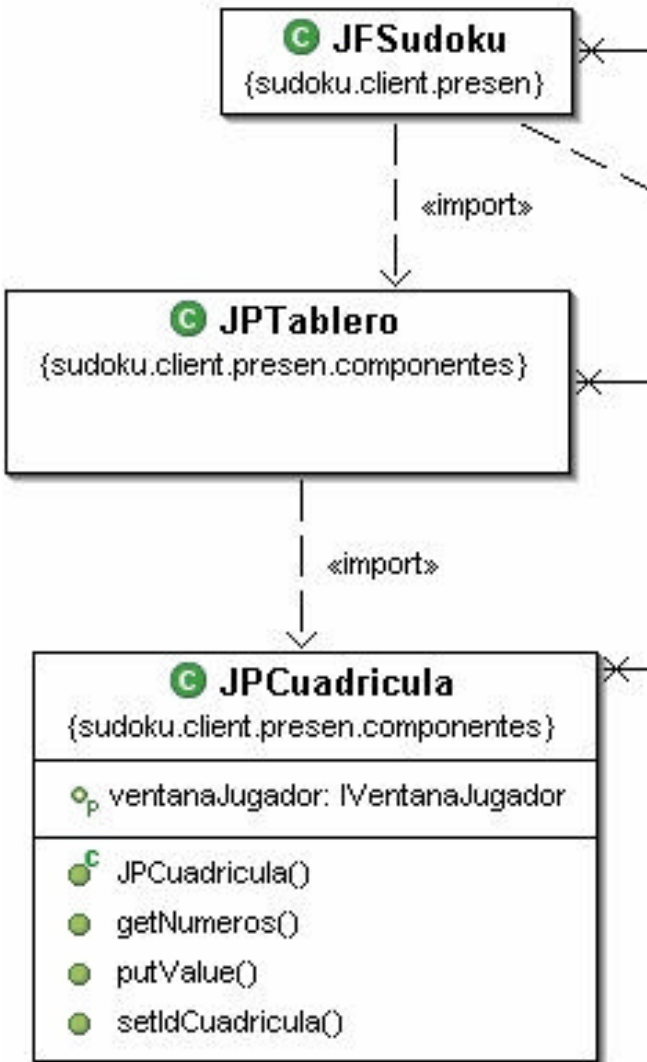 C JFSudoku
{sudoku.client.presen}
«import»
C JPTablero
{sudoku.client.presen.componentes}
«import»
C JPCuadricula
{sudoku.client.presen.componentes}
P ventanaJugador: IVentanaJugador
C JPCuadricula()
getNumeros()
putValue()
setIdCuadricula()